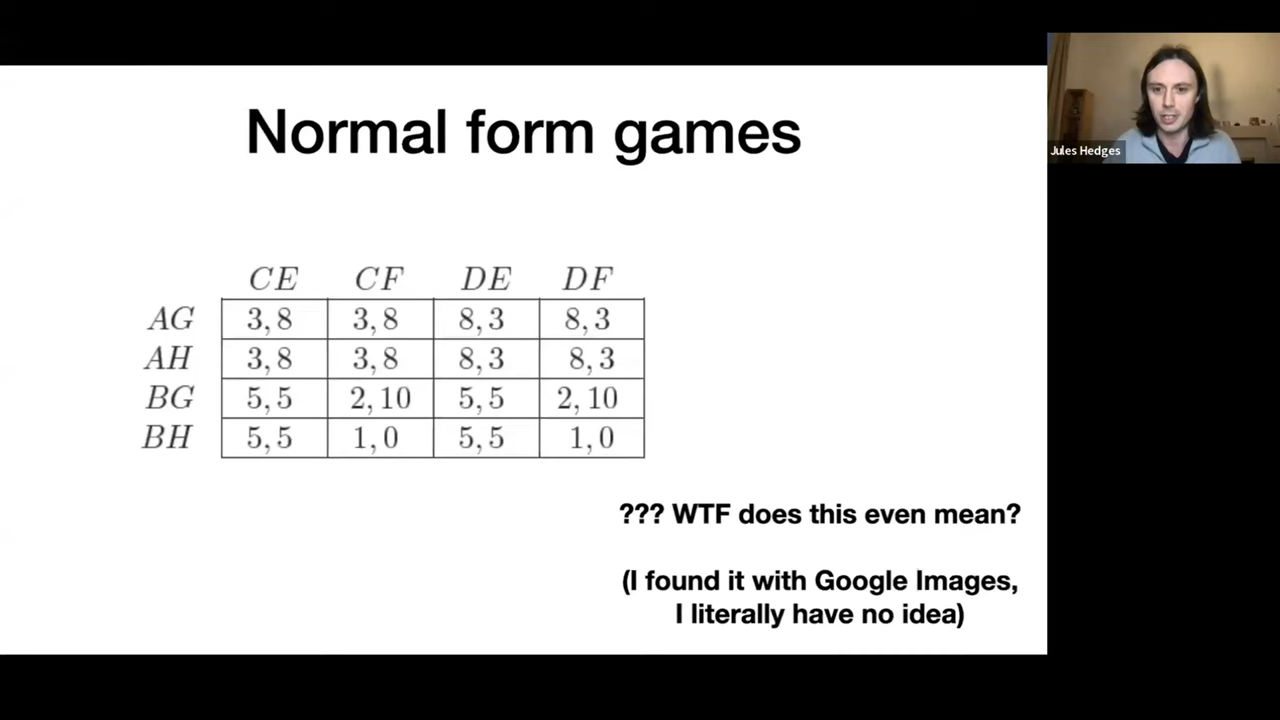 Normal form games
Jules Hedges
CE CF DE DF
AG 3, 8 3, 8 8, 3 8, 3
AH 3, 8 3, 8 8, 3 8, 3
BG 5, 5 2, 10 5, 5 2, 10
BH 5, 5 1, 0 5, 5 1, 0
??? WTF does this even mean?
(I found it with Google Images,
I literally have no idea)